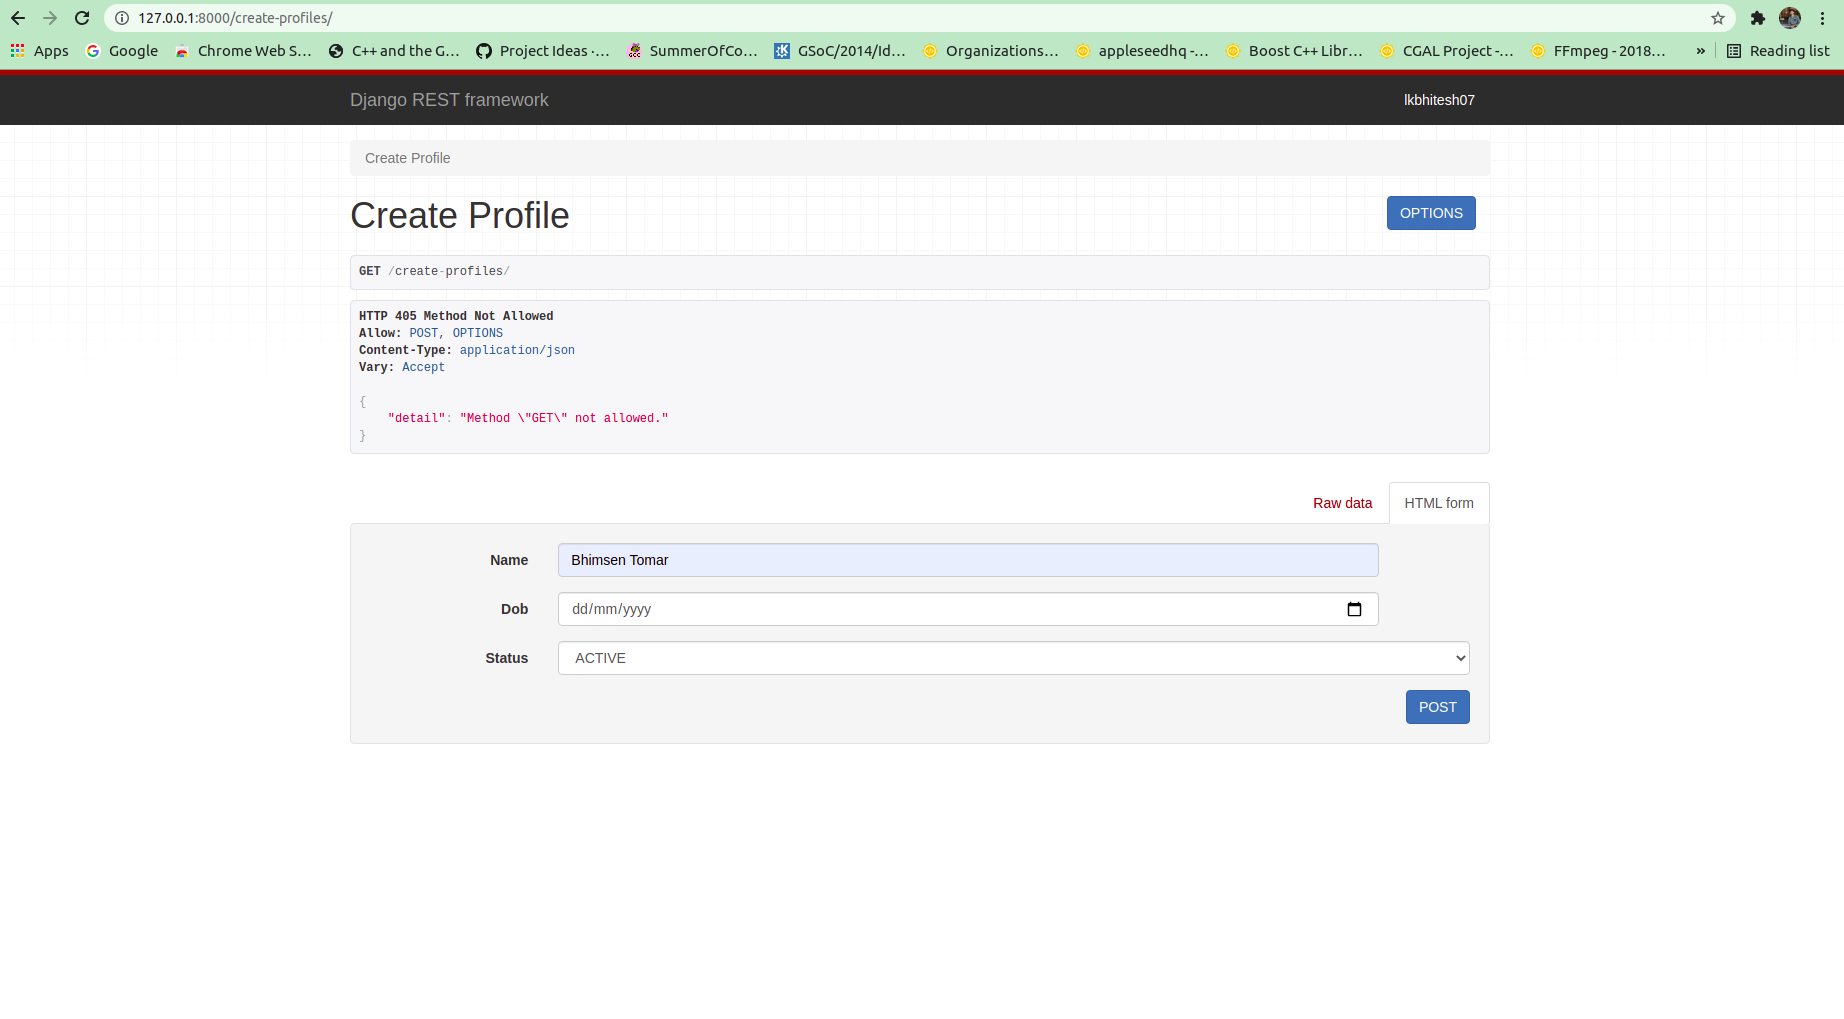 127.0.0.1:8000/create-profiles/
Apps Google Chrome Web S... C++ and the G... Project Ideas ·... SummerOfCo... GSoC/2014/Id... Organizations... appleseedhq -... Boost C++ Libr... CGAL Project -... FFmpeg - 2018... » Reading list
Django REST framework lkbhitesh07
Create Profile
Create Profile OPTIONS
GET /create-profiles/
HTTP 405 Method Not Allowed
Allow: POST, OPTIONS
Content-Type: application/json
Vary: Accept
{
"detail": "Method \"GET\" not allowed."
}
Raw data HTML form
Name Bhimsen Tomar
Dob dd/mm/yyyy
Status ACTIVE
POST